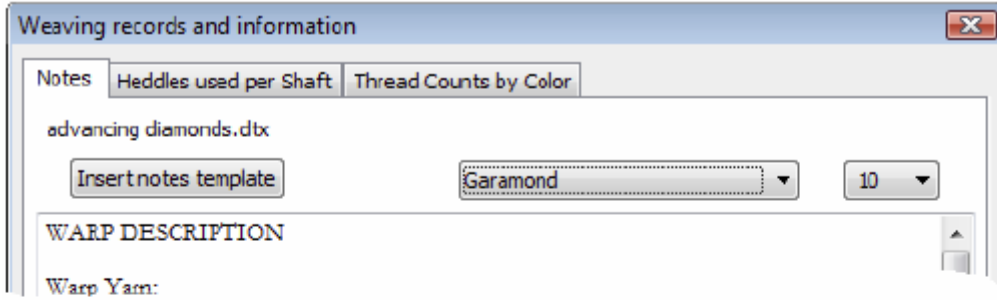 Weaving records and information
Notes Heddles used per Shaft Thread Counts by Color
advancing diamonds.dtx
Insert notes template Garamond 10
WARP DESCRIPTION
Warp Yarn: